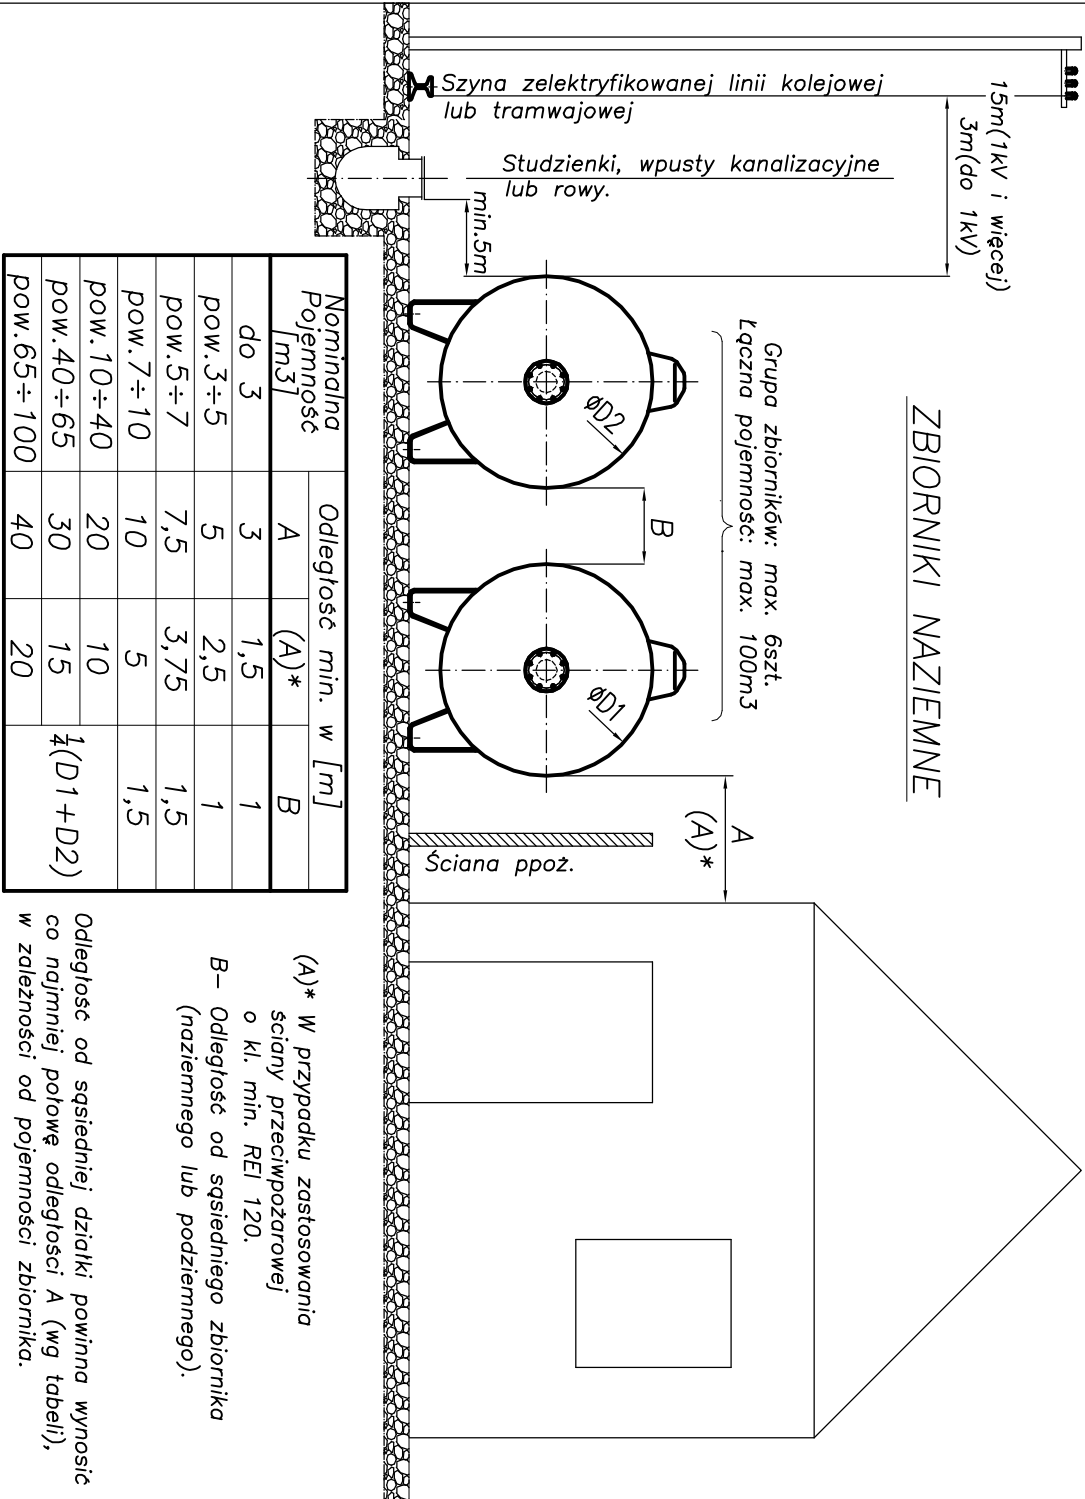 ZBIORNIKI NAZIEMNE
15m(1kV i więcej)
3m(do 1kV)
Szyna zelektryfikowanej linii kolejowej
lub tramwajowej
Studzienki, wpusty kanalizacyjne
lub rowy.
min.5m
Grupa zbiorników: max. 6szt.
Łączna pojemność: max. 100m3
øD2
B
øD1
A
(A)*
Ściana ppoż.
Nominalna Pojemność [m3]
Odległość min. w [m]
A (A)* B
do 3 3 1,5 1
pow.3÷5 5 2,5 1
pow.5÷7 7,5 3,75 1,5
pow.7÷10 10 5 1,5
pow.10÷40 20 10
pow.40÷65 30 15 ¼(D1+D2)
pow.65÷100 40 20
(A)* W przypadku zastosowania
ściany przeciwpożarowej
o kl. min. REI 120.
B– Odległość od sąsiedniego zbiornika
(naziemnego lub podziemnego).
Odległość od sąsiedniej działki powinna wynosić
co najmniej połowę odległości A (wg tabeli),
w zależności od pojemności zbiornika.